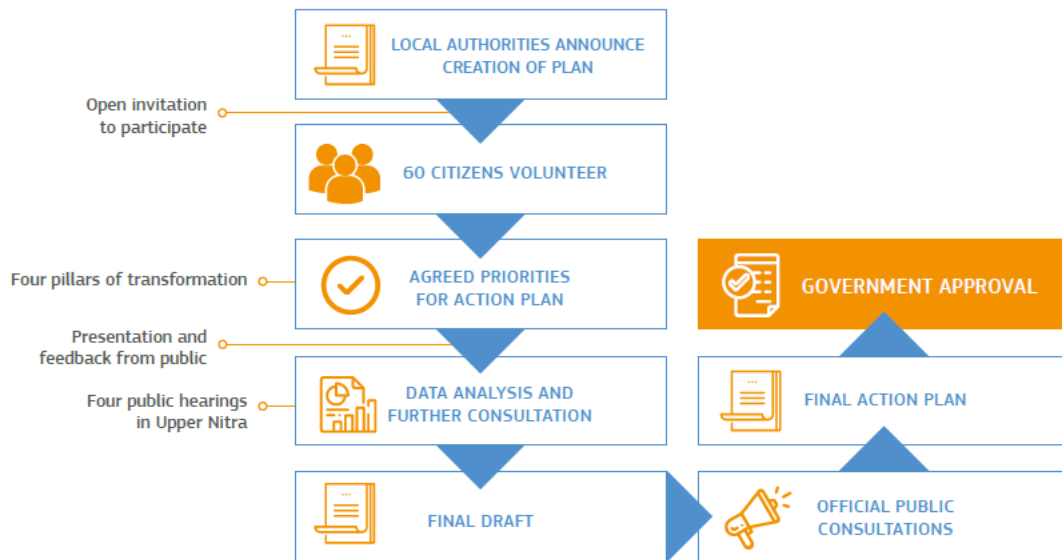 LOCAL AUTHORITIES ANNOUNCE
CREATION OF PLAN
Open invitation
to participate
60 CITIZENS VOLUNTEER
Four pillars of transformation
AGREED PRIORITIES
FOR ACTION PLAN
Presentation and
feedback from public
Four public hearings
in Upper Nitra
DATA ANALYSIS AND
FURTHER CONSULTATION
FINAL DRAFT
OFFICIAL PUBLIC
CONSULTATIONS
FINAL ACTION PLAN
GOVERNMENT APPROVAL